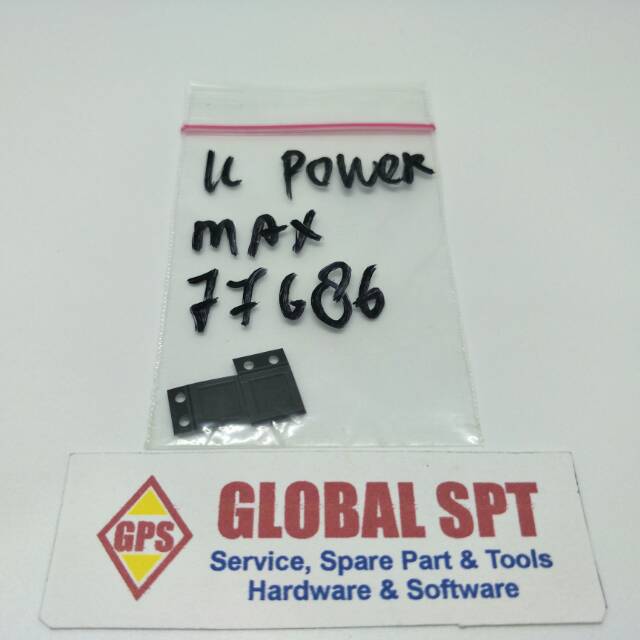 IC POWER
MAX
77686
GPS
GLOBAL SPT
Service, Spare Part & Tools
Hardware & Software